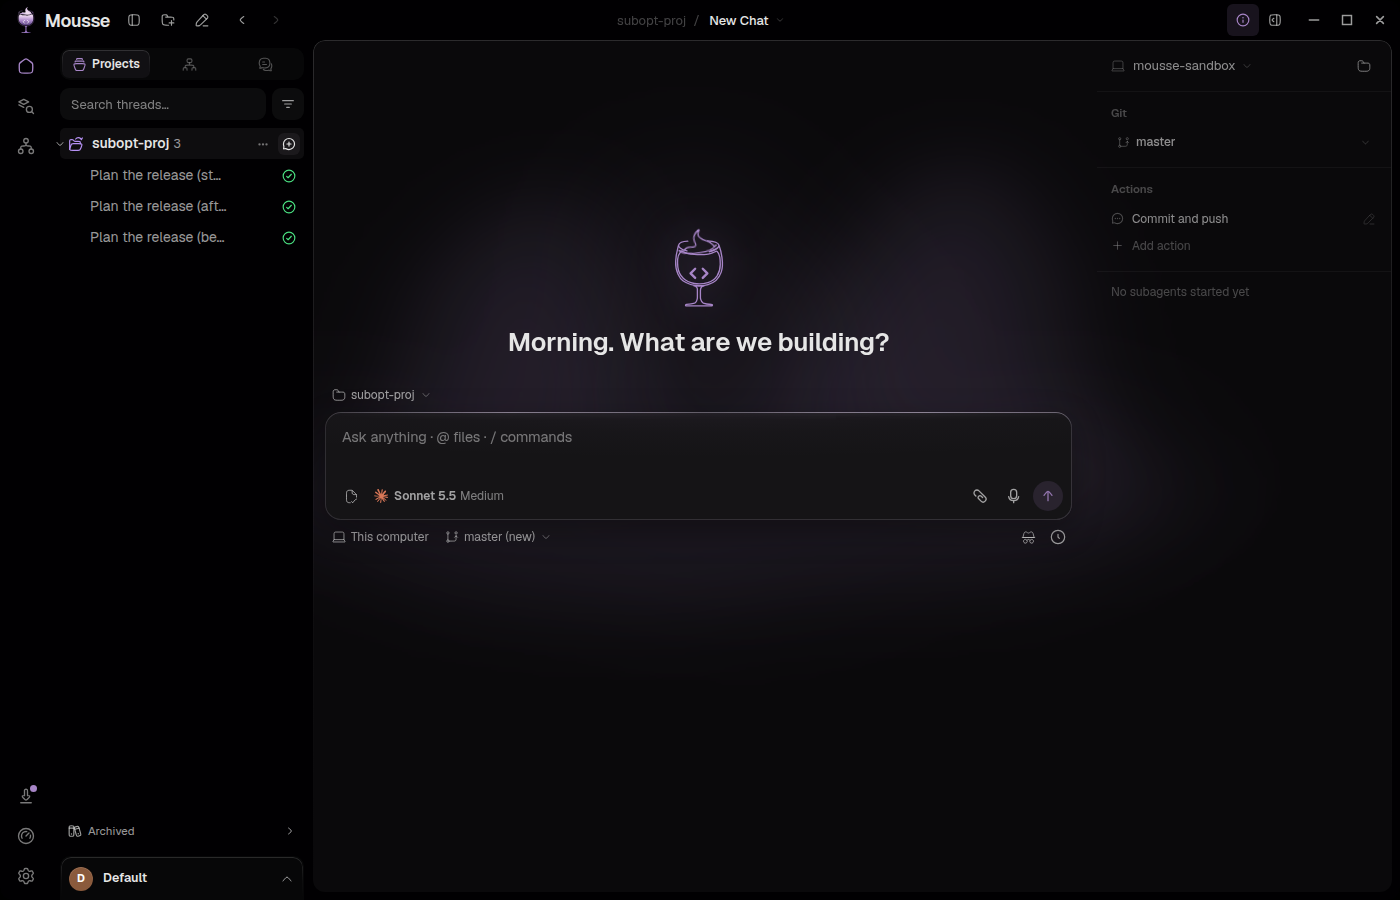 Mousse
subopt-proj / New Chat
Projects
Search threads...
subopt-proj 3
Plan the release (st...
Plan the release (aft...
Plan the release (be...
Archived
D Default
Morning. What are we building?
subopt-proj
Ask anything · @ files · / commands
Sonnet 5.5 Medium
This computer
master (new)
mousse-sandbox
Git
master
Actions
Commit and push
Add action
No subagents started yet